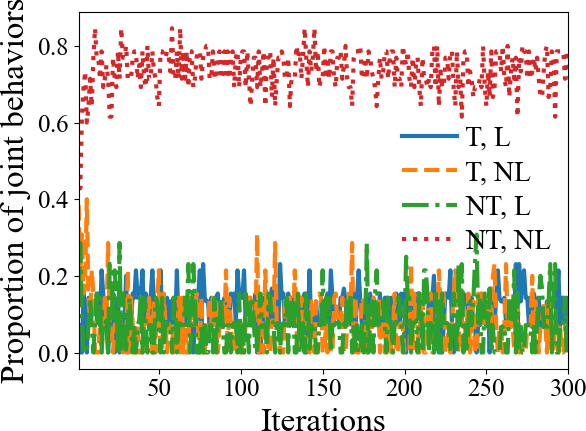 Proportion of joint behaviors
0.8
0.6
0.4
0.2
0.0
T, L
T, NL
NT, L
NT, NL
50
100
150
200
250
300
Iterations